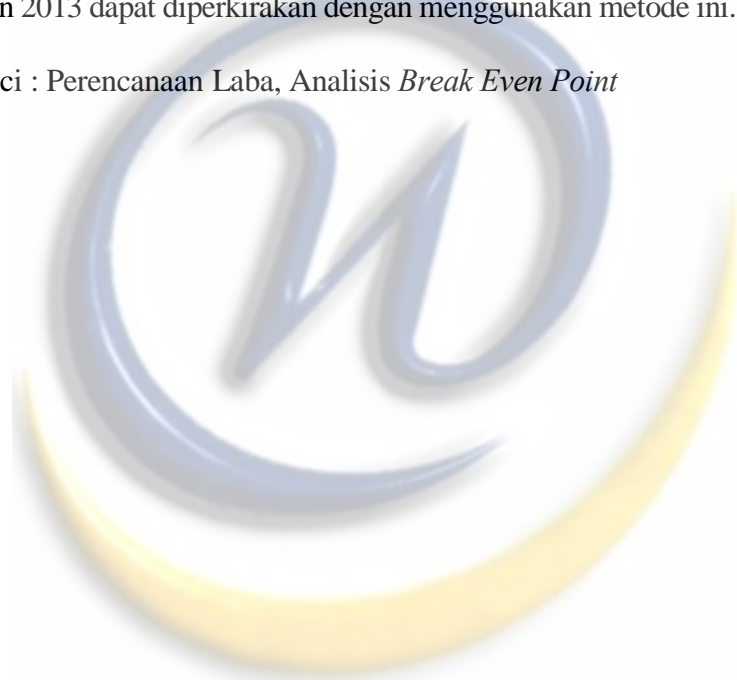 n 2013 dapat diperkirakan dengan menggunakan metode ini.
ci : Perencanaan Laba, Analisis Break Even Point